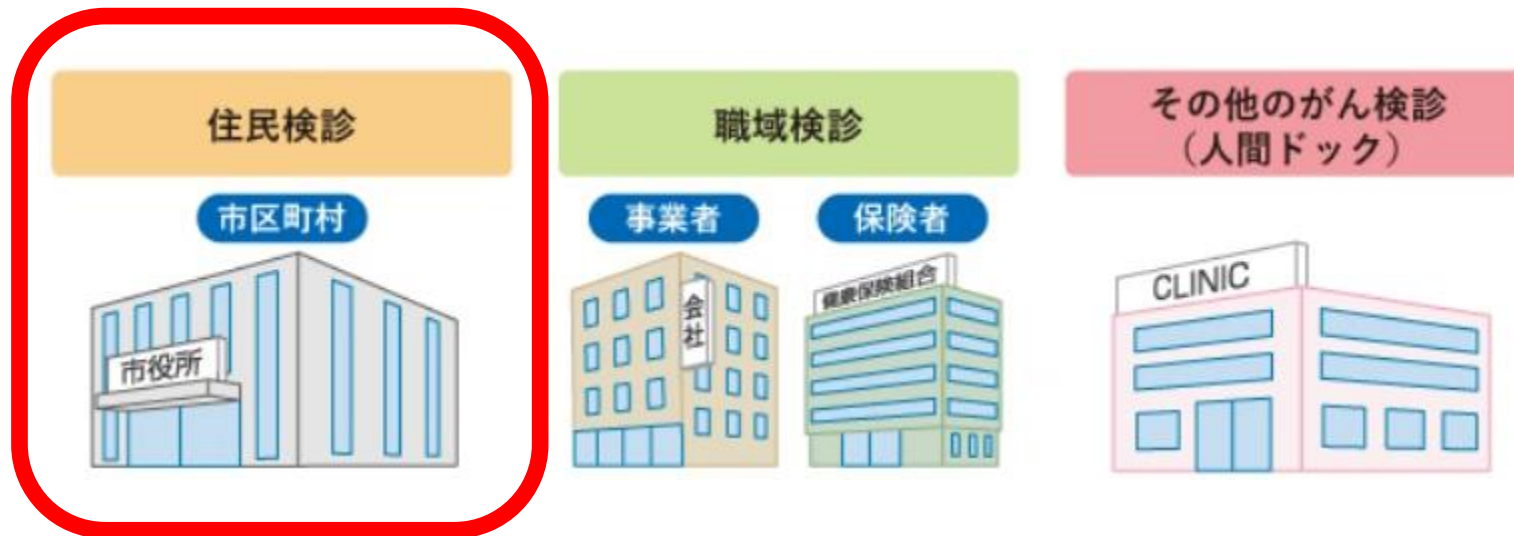 住民検診
職域検診
その他のがん検診
（人間ドック）
市区町村
事業者
保険者
市役所
会社
健康保険組合
CLINIC